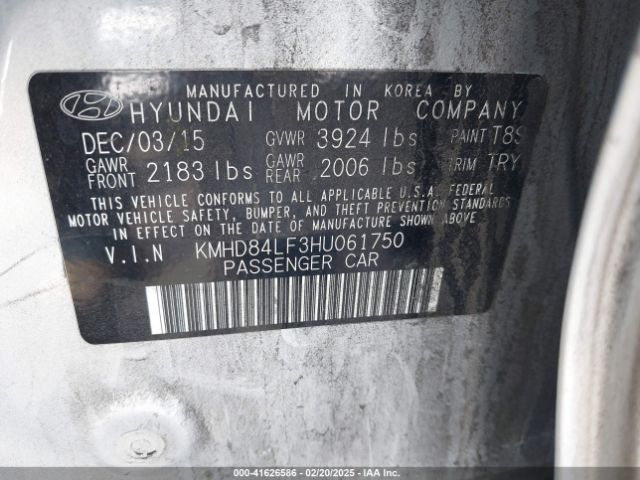 MANUFACTURED IN KOREA BY
HYUNDAI MOTOR COMPANY
DEC/03/15 GVWR 3924 lbs PAINT T8S
GAWR FRONT 2183 lbs GAWR REAR 2006 lbs TRIM TRY
THIS VEHICLE CONFORMS TO ALL APPLICABLE U.S.A. FEDERAL
MOTOR VEHICLE SAFETY, BUMPER, AND THEFT PREVENTION STANDARDS
IN EFFECT ON THE DATE OF MANUFACTURE SHOWN ABOVE.
V.I.N KMHD84LF3HU061750
PASSENGER CAR
000-41626586 - 02/20/2025 - IAA Inc.